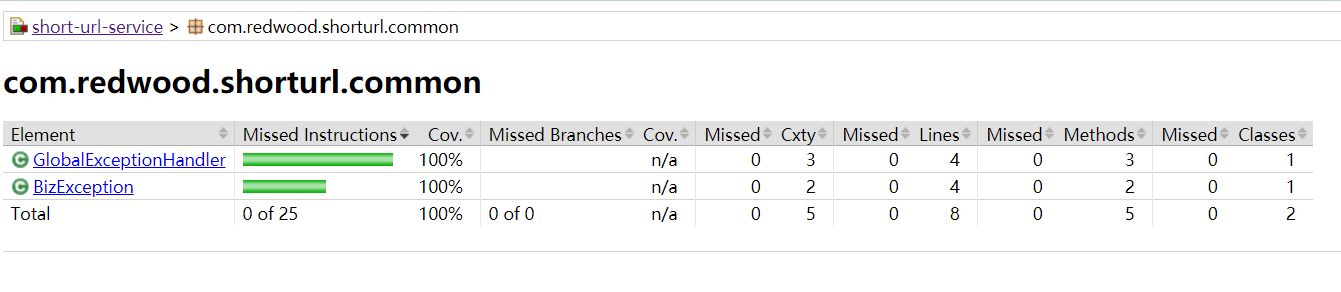 short-url-service > com.redwood.shorturl.common
com.redwood.shorturl.common
Element Missed Instructions Cov. Missed Branches Cov. Missed Cxty Missed Lines Missed Methods Missed Classes
C GlobalExceptionHandler 100% n/a 0 3 0 4 0 3 0 1
C BizException 100% n/a 0 2 0 4 0 2 0 1
Total 0 of 25 100% 0 of 0 n/a 0 5 0 8 0 5 0 2